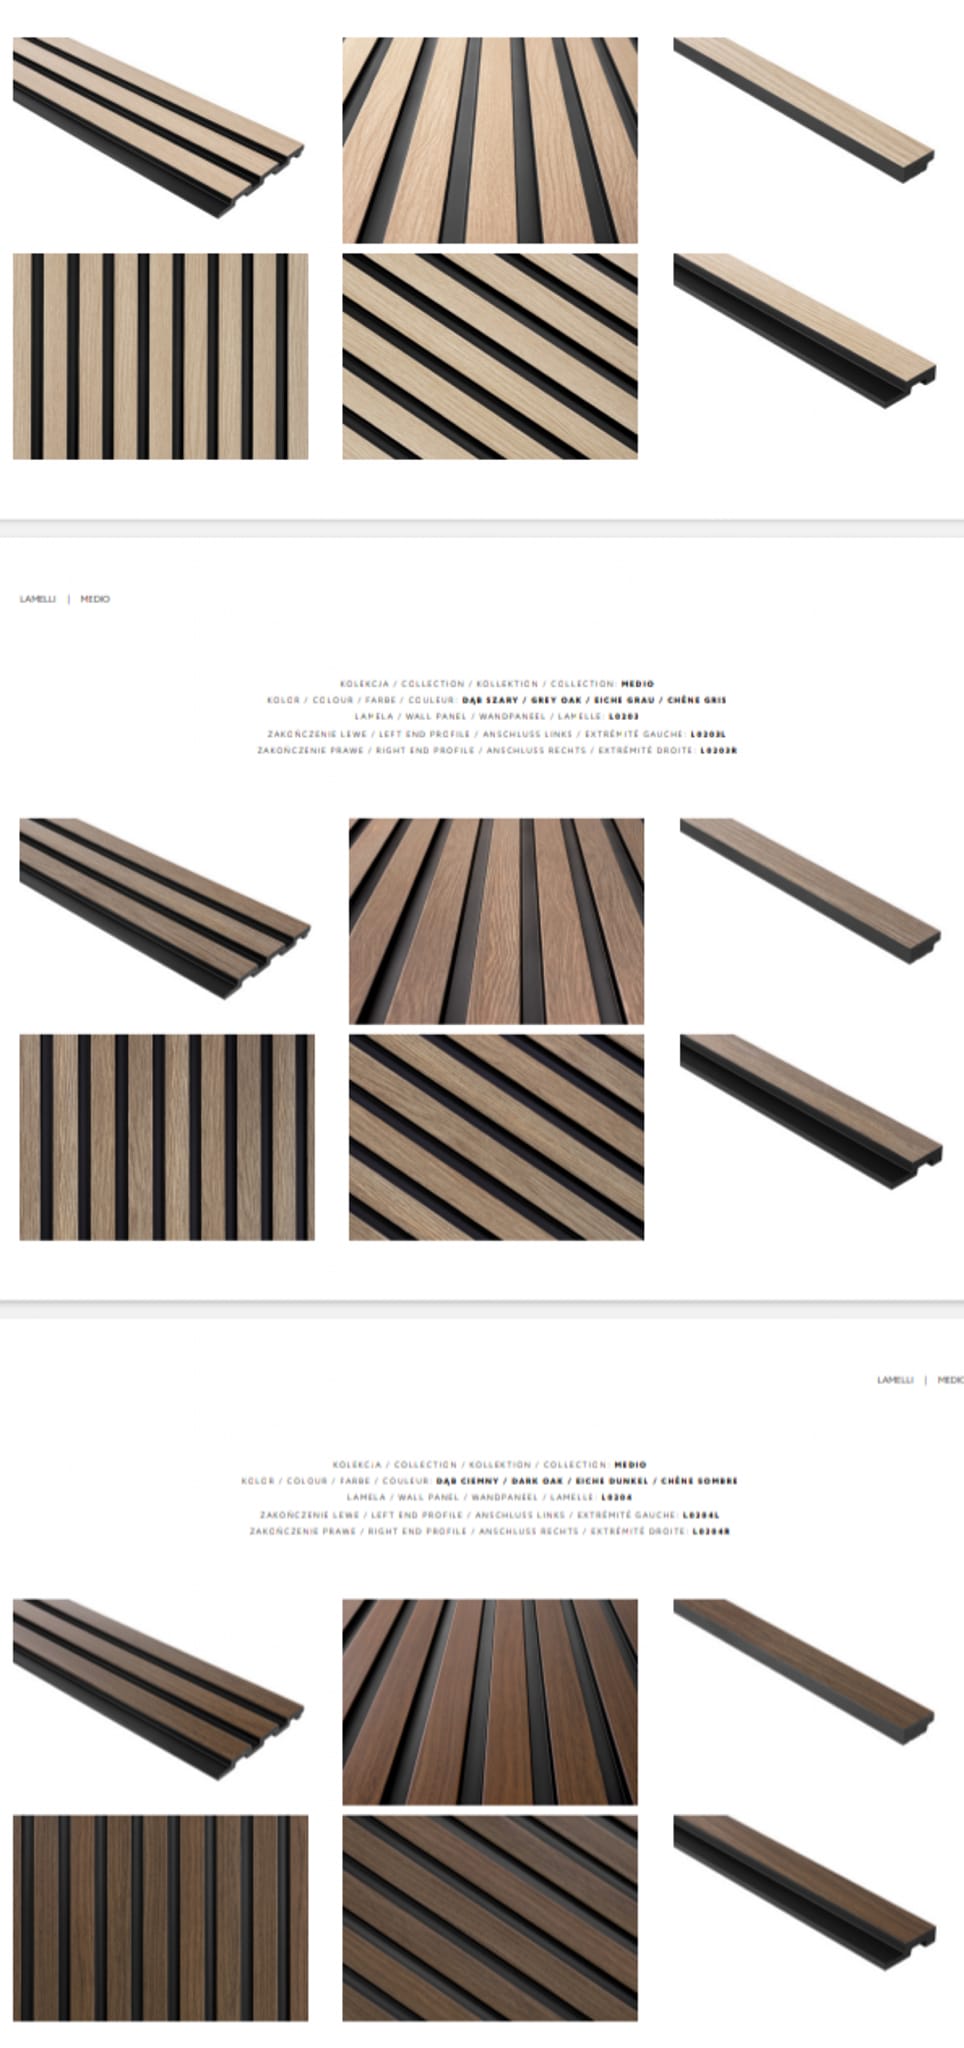 LAMELLI | MEDIO
KOLEKCJA / COLLECTION / KOLLEKTION / COLLECTION: MEDIO
KOLOR / COLOUR / FARBE / COULEUR: DĄB SZARY / GREY OAK / EICHE GRAU / CHÊNE GRIS
LAMELA / WALL PANEL / WANDPANEEL / LAMELLE: L0203
ZAKOŃCZENIE LEWE / LEFT END PROFILE / ANSCHLUSS LINKS / EXTRÉMITÉ GAUCHE: L0203L
ZAKOŃCZENIE PRAWE / RIGHT END PROFILE / ANSCHLUSS RECHTS / EXTRÉMITÉ DROITE: L0203R
LAMELLI | MEDIO
KOLEKCJA / COLLECTION / KOLLEKTION / COLLECTION: MEDIO
KOLOR / COLOUR / FARBE / COULEUR: DĄB CIEMNY / DARK OAK / EICHE DUNKEL / CHÊNE SOMBRE
LAMELA / WALL PANEL / WANDPANEEL / LAMELLE: L0204
ZAKOŃCZENIE LEWE / LEFT END PROFILE / ANSCHLUSS LINKS / EXTRÉMITÉ GAUCHE: L0204L
ZAKOŃCZENIE PRAWE / RIGHT END PROFILE / ANSCHLUSS RECHTS / EXTRÉMITÉ DROITE: L0204R